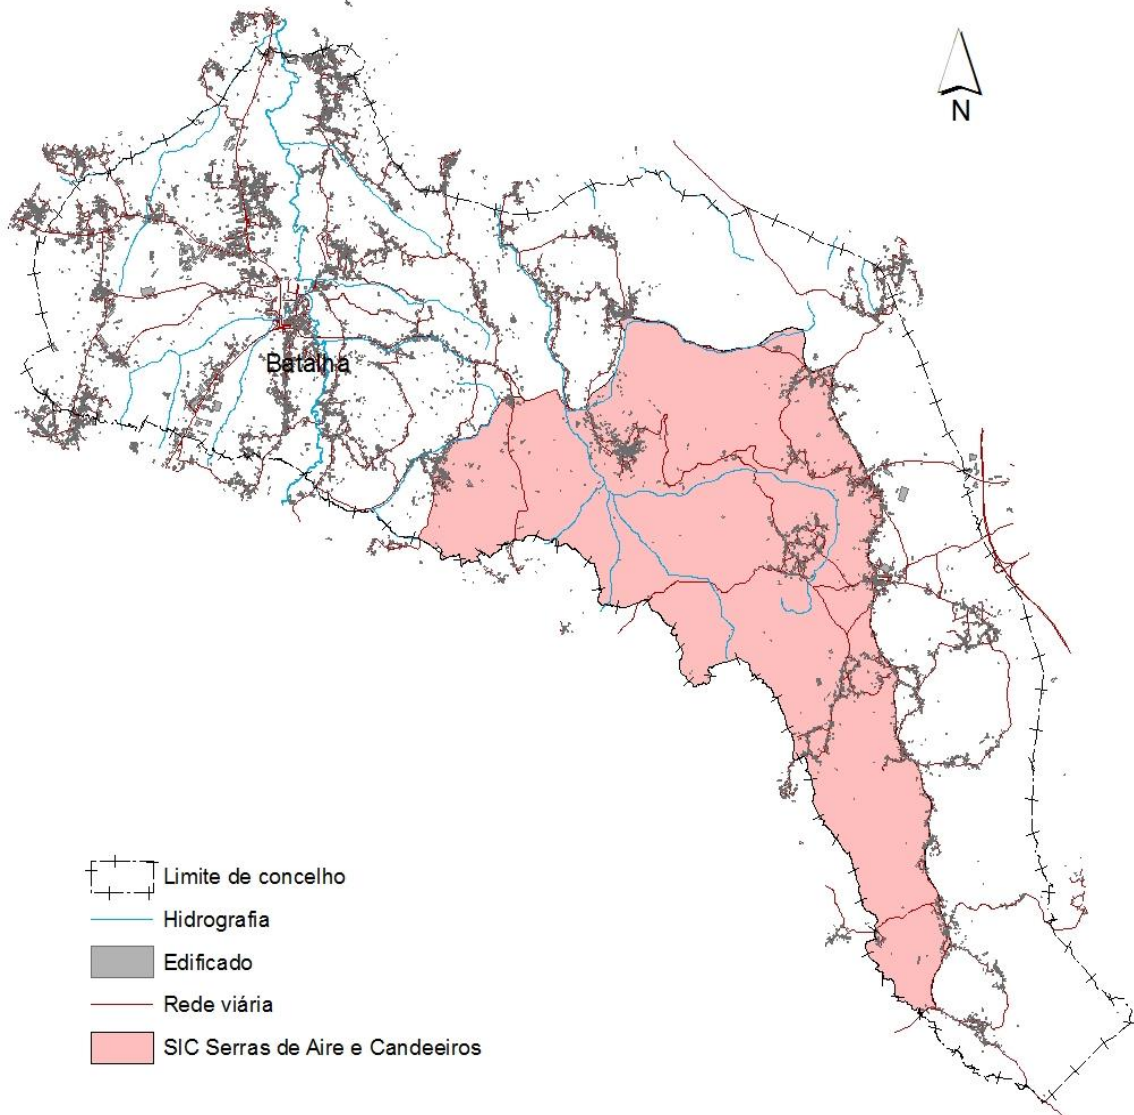 N
Batalha
Limite de concelho
Hidrografia
Edificado
Rede viária
SIC Serras de Aire e Candeeiros